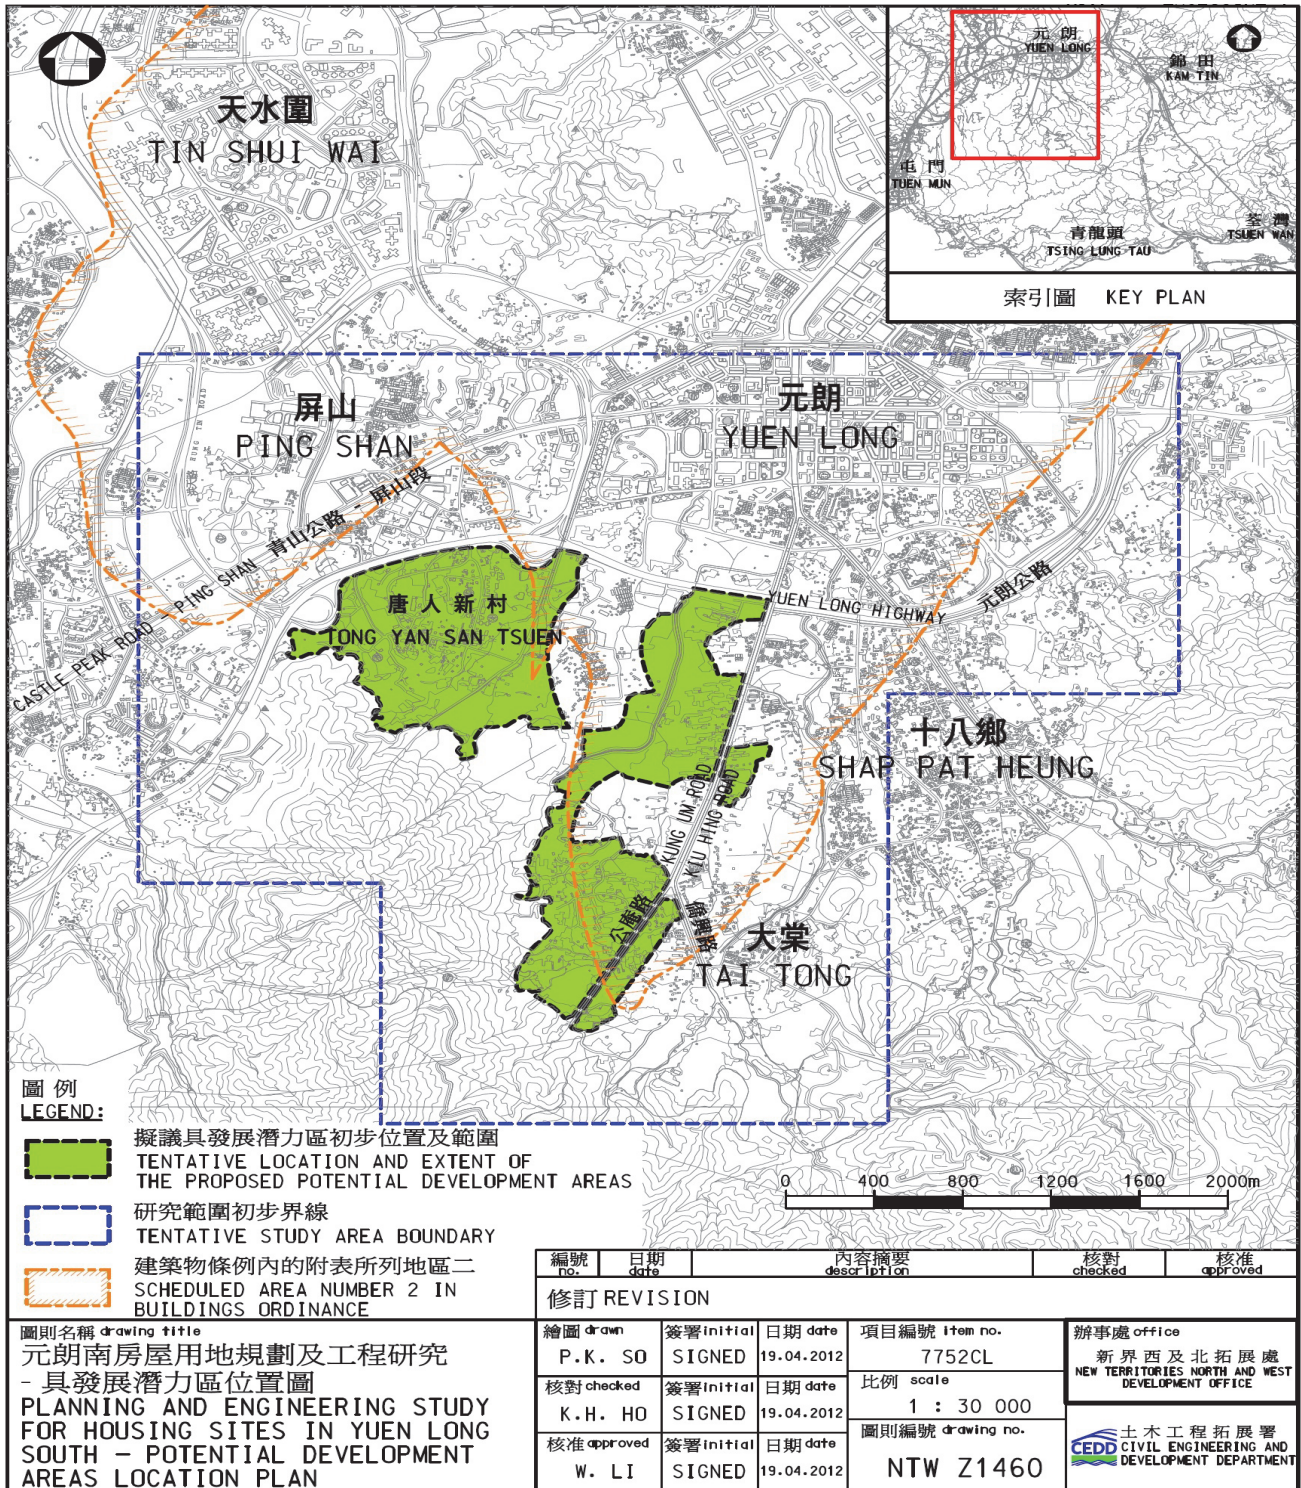 天水圍
TIN SHUI WAI
元朗
YUEN LONG
錦田
KAM TIN
屯門
TUEN MUN
青龍頭
TSING LUNG TAU
荃灣
TSUEN WAN
索引圖 KEY PLAN
屏山
PING SHAN
元朗
YUEN LONG
青山公路 - 屏山段
CASTLE PEAK ROAD - PING SHAN
唐人新村
TONG YAN SAN TSUEN
YUEN LONG HIGHWAY
元朗公路
十八鄉
SHAP PAT HEUNG
KUNG UM ROAD
KIU HING ROAD
公庵路
僑興路
大棠
TAI TONG
圖例
LEGEND:
擬議具發展潛力區初步位置及範圍
TENTATIVE LOCATION AND EXTENT OF
THE PROPOSED POTENTIAL DEVELOPMENT AREAS
研究範圍初步界線
TENTATIVE STUDY AREA BOUNDARY
建築物條例內的附表所列地區二
SCHEDULED AREA NUMBER 2 IN
BUILDINGS ORDINANCE
0 400 800 1200 1600 2000m
編號 日期 內容摘要 核對 核准
no. date description checked approved
修訂 REVISION
圖則名稱 drawing title
元朗南房屋用地規劃及工程研究
- 具發展潛力區位置圖
PLANNING AND ENGINEERING STUDY
FOR HOUSING SITES IN YUEN LONG
SOUTH - POTENTIAL DEVELOPMENT
AREAS LOCATION PLAN
繪圖 drawn 簽署 initial 日期 date
P.K. SO SIGNED 19.04.2012
核對 checked 簽署 initial 日期 date
K.H. HO SIGNED 19.04.2012
核准 approved 簽署 initial 日期 date
W. LI SIGNED 19.04.2012
項目編號 item no.
7752CL
比例 scale
1 : 30 000
圖則編號 drawing no.
NTW Z1460
辦事處 office
新界西及北拓展處
NEW TERRITORIES NORTH AND WEST
DEVELOPMENT OFFICE
土木工程拓展署
CEDD CIVIL ENGINEERING AND
DEVELOPMENT DEPARTMENT